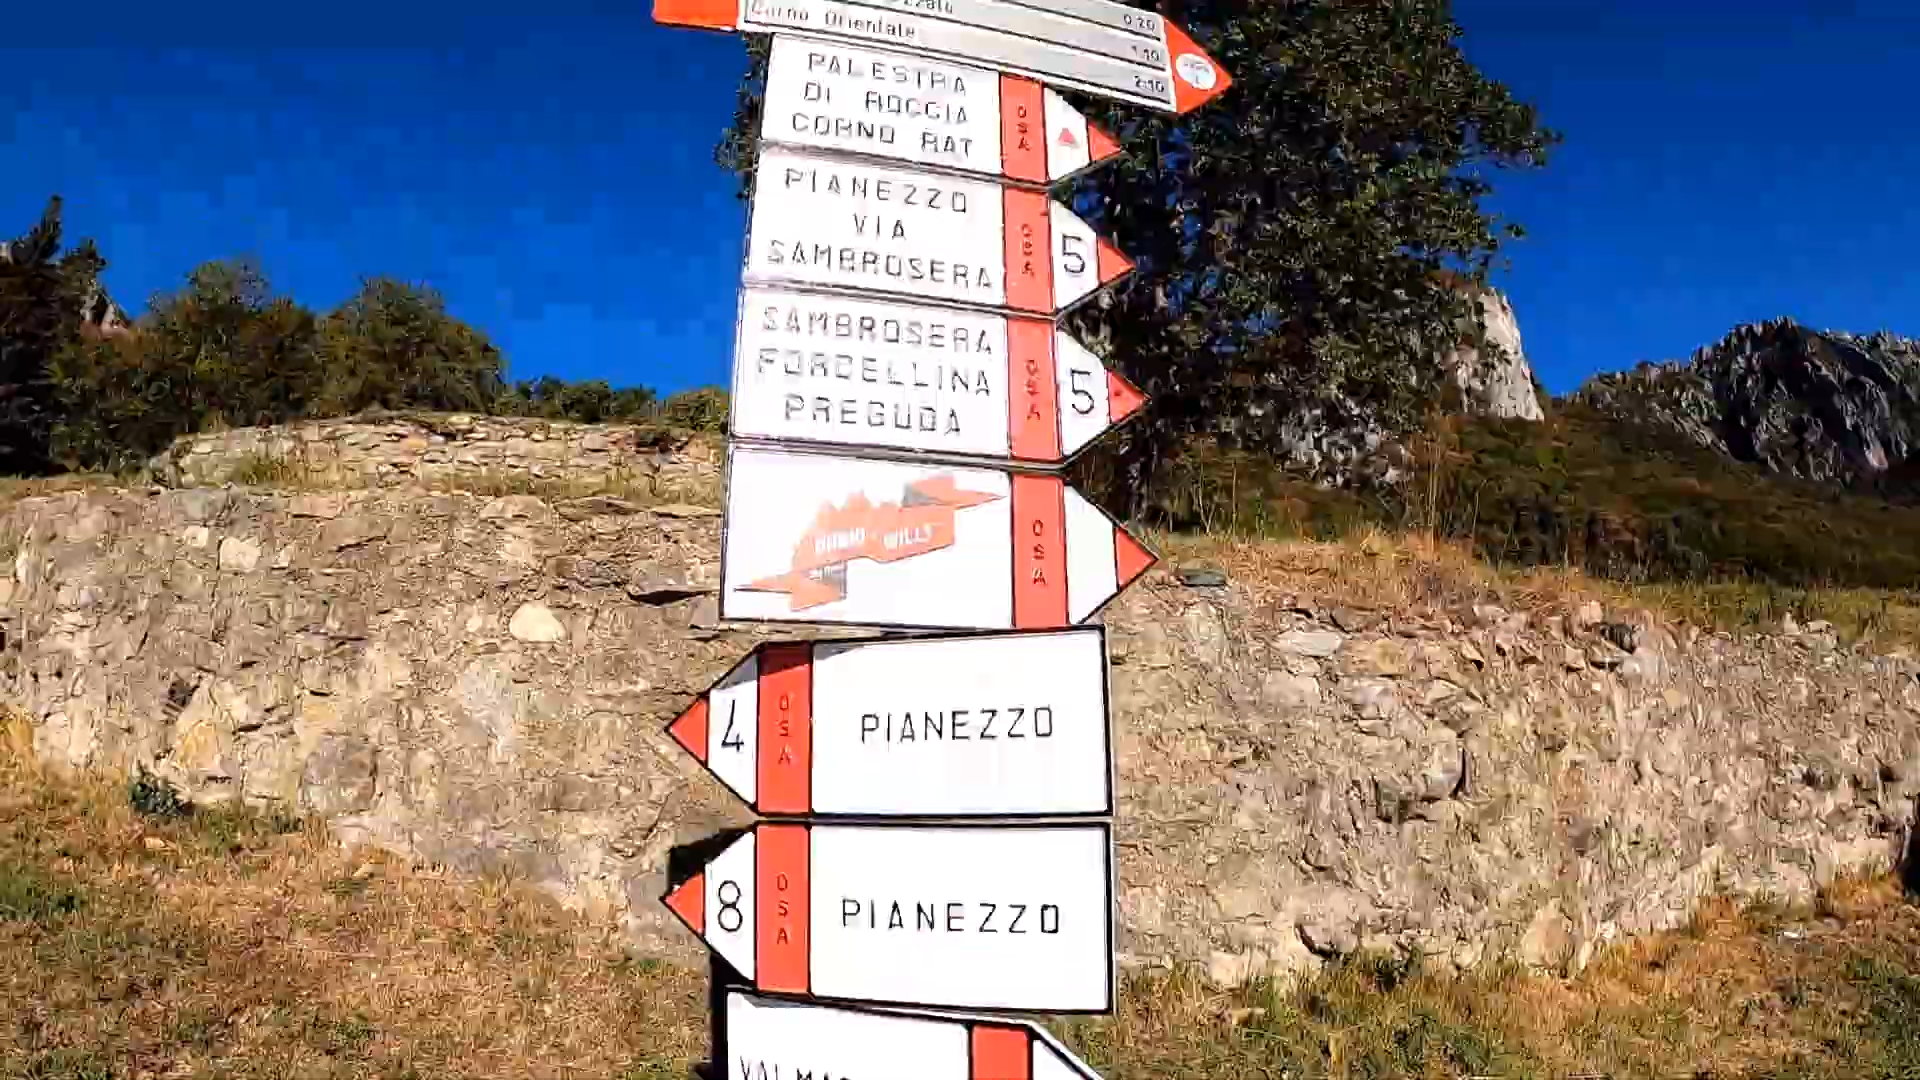 0:20
Corno Orientale
1:10
2:10
PALESTRA
DI ROCCIA
CORNO RAT
OSA
PIANEZZO
VIA
SAMBROSERA
OSA
5
SAMBROSERA
FORCELLINA
PREGUDA
OSA
5
WILLY
OSA
4
OSA
PIANEZZO
8
OSA
PIANEZZO